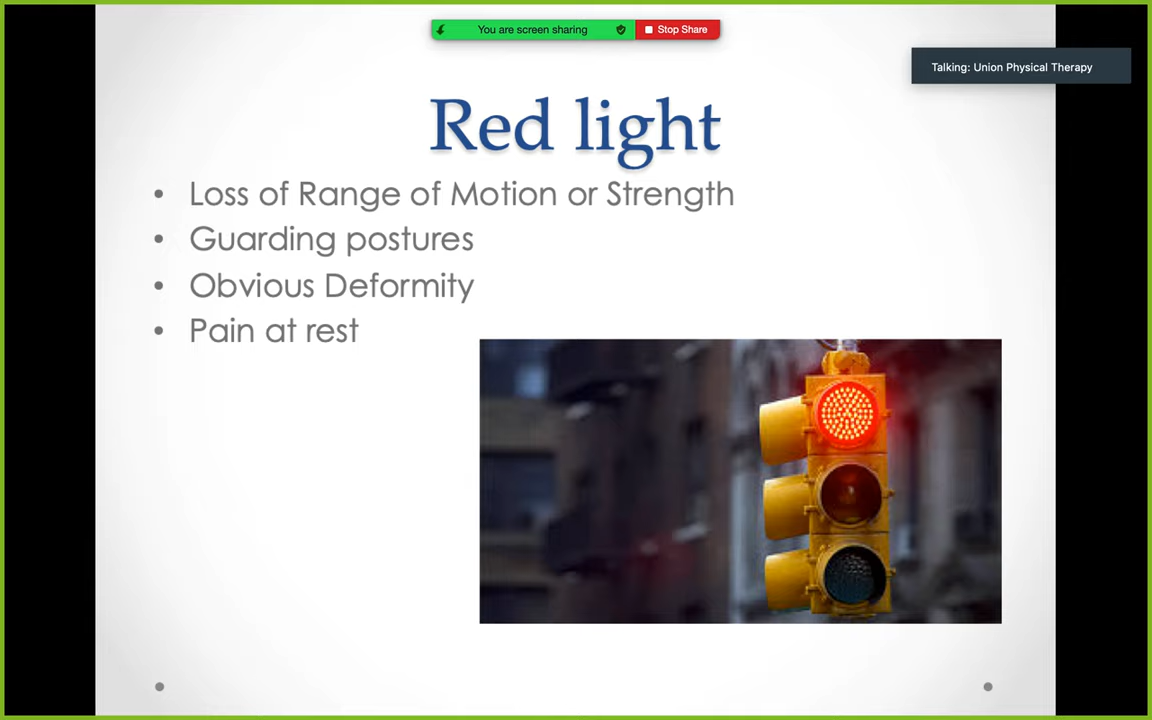 You are screen sharing
Stop Share
Talking: Union Physical Therapy
Red light
• Loss of Range of Motion or Strength
• Guarding postures
• Obvious Deformity
• Pain at rest